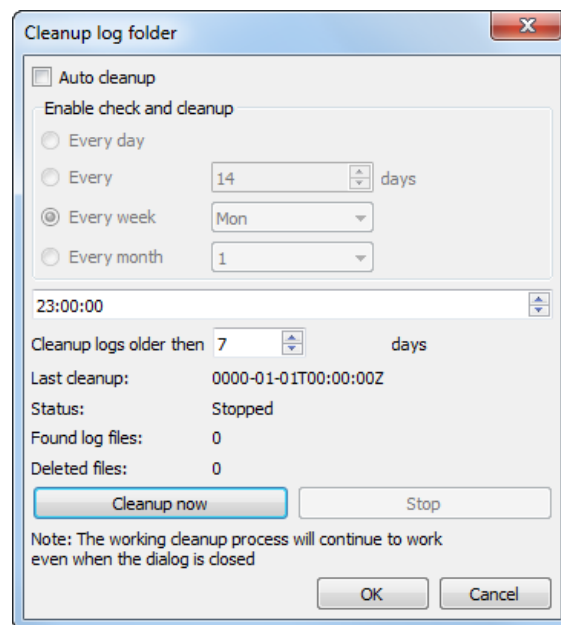 Cleanup log folder
Auto cleanup
Enable check and cleanup
Every day
Every 14 days
Every week Mon
Every month 1
23:00:00
Cleanup logs older then 7 days
Last cleanup: 0000-01-01T00:00:00Z
Status: Stopped
Found log files: 0
Deleted files: 0
Cleanup now Stop
Note: The working cleanup process will continue to work
even when the dialog is closed
OK Cancel